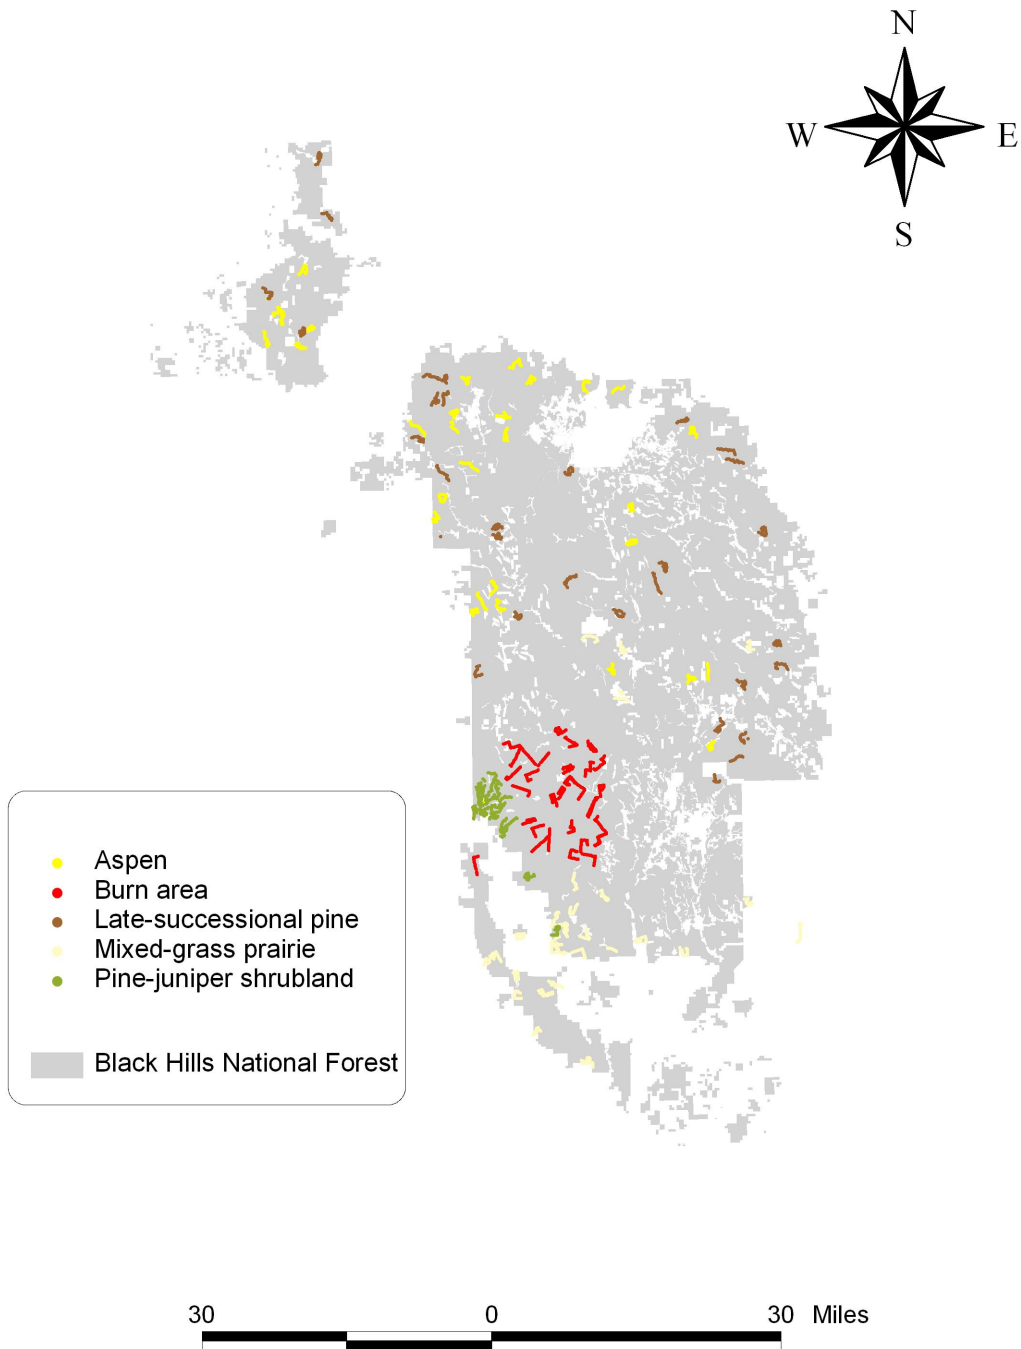 N
W E
S
Aspen
Burn area
Late-successional pine
Mixed-grass prairie
Pine-juniper shrubland
Black Hills National Forest
30 0 30 Miles